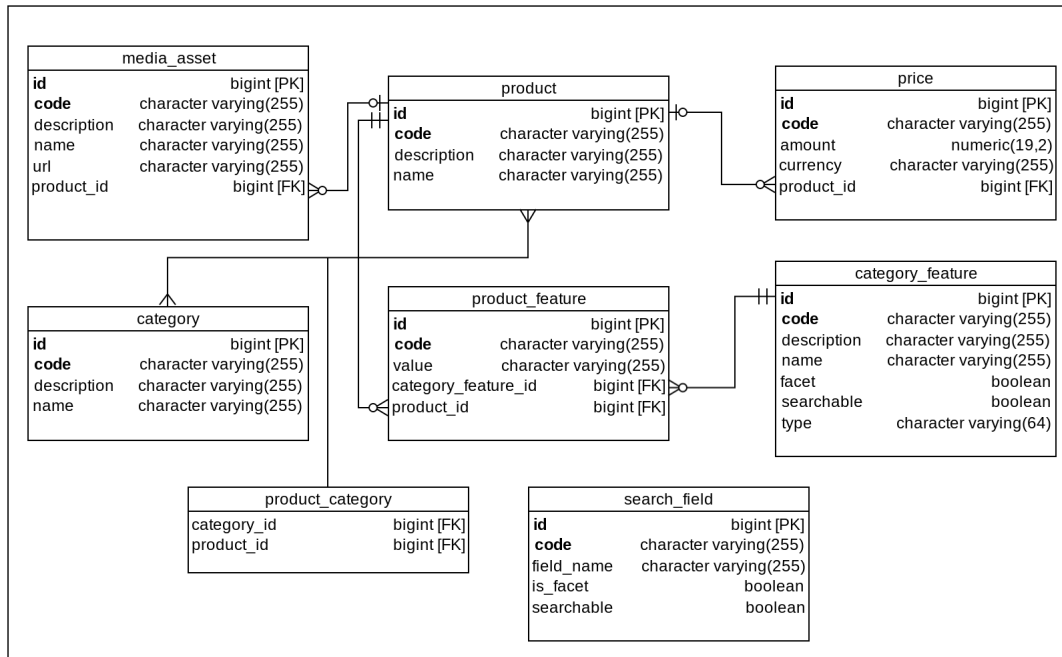 media_asset
id bigint [PK]
code character varying(255)
description character varying(255)
name character varying(255)
url character varying(255)
product_id bigint [FK]
product
id bigint [PK]
code character varying(255)
description character varying(255)
name character varying(255)
price
id bigint [PK]
code character varying(255)
amount numeric(19,2)
currency character varying(255)
product_id bigint [FK]
category
id bigint [PK]
code character varying(255)
description character varying(255)
name character varying(255)
product_feature
id bigint [PK]
code character varying(255)
value character varying(255)
category_feature_id bigint [FK]
product_id bigint [FK]
category_feature
id bigint [PK]
code character varying(255)
description character varying(255)
name character varying(255)
facet boolean
searchable boolean
type character varying(64)
product_category
category_id bigint [FK]
product_id bigint [FK]
search_field
id bigint [PK]
code character varying(255)
field_name character varying(255)
is_facet boolean
searchable boolean